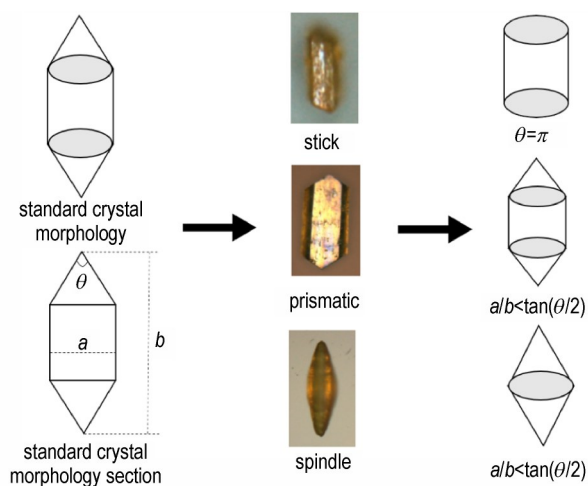 standard crystal
morphology
θ
a
b
standard crystal
morphology section
stick
prismatic
spindle
θ=π
a/b<tan(θ/2)
a/b<tan(θ/2)